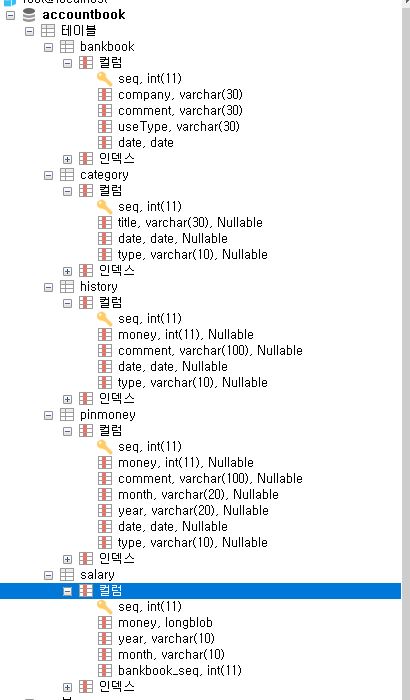 root@localhost
accountbook
테이블
bankbook
컬럼
seq, int(11)
company, varchar(30)
comment, varchar(30)
useType, varchar(30)
date, date
인덱스
category
컬럼
seq, int(11)
title, varchar(30), Nullable
date, date, Nullable
type, varchar(10), Nullable
인덱스
history
컬럼
seq, int(11)
money, int(11), Nullable
comment, varchar(100), Nullable
date, date, Nullable
type, varchar(10), Nullable
인덱스
pinmoney
컬럼
seq, int(11)
money, int(11), Nullable
comment, varchar(100), Nullable
month, varchar(20), Nullable
year, varchar(20), Nullable
date, date, Nullable
type, varchar(10), Nullable
인덱스
salary
컬럼
seq, int(11)
money, longblob
year, varchar(10)
month, varchar(10)
bankbook_seq, int(11)
인덱스